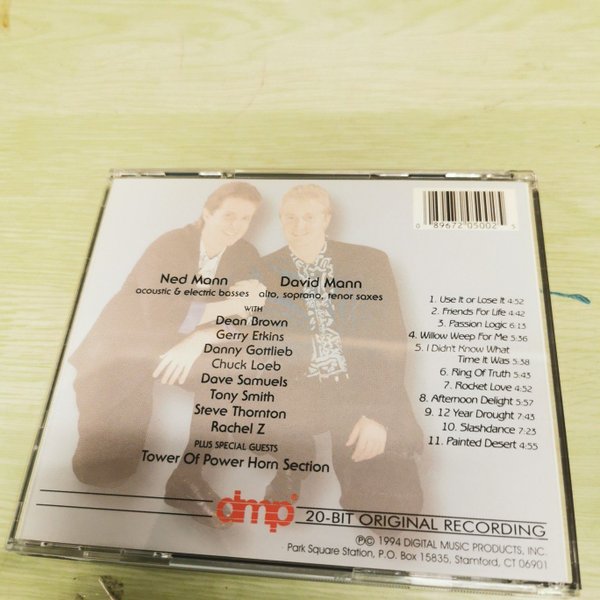 0 89672 05002 5
Ned Mann
acoustic & electric basses
David Mann
alto, soprano, tenor saxes
WITH
Dean Brown
Gerry Etkins
Danny Gottlieb
Chuck Loeb
Dave Samuels
Tony Smith
Steve Thornton
Rachel Z
PLUS SPECIAL GUESTS
Tower Of Power Horn Section
1. Use It or Lose It 4:52
2. Friends For Life 4:42
3. Passion Logic 6:13
4. Willow Weep For Me 5:36
5. I Didn't Know What
Time It Was 5:38
6. Ring Of Truth 5:43
7. Rocket Love 4:52
8. Afternoon Delight 5:57
9. 12 Year Drought 7:43
10. Slashdance 7:23
11. Painted Desert 4:55
dmp® 20-BIT ORIGINAL RECORDING
℗© 1994 DIGITAL MUSIC PRODUCTS, INC.
Park Square Station, P.O. Box 15835, Stamford, CT 06901